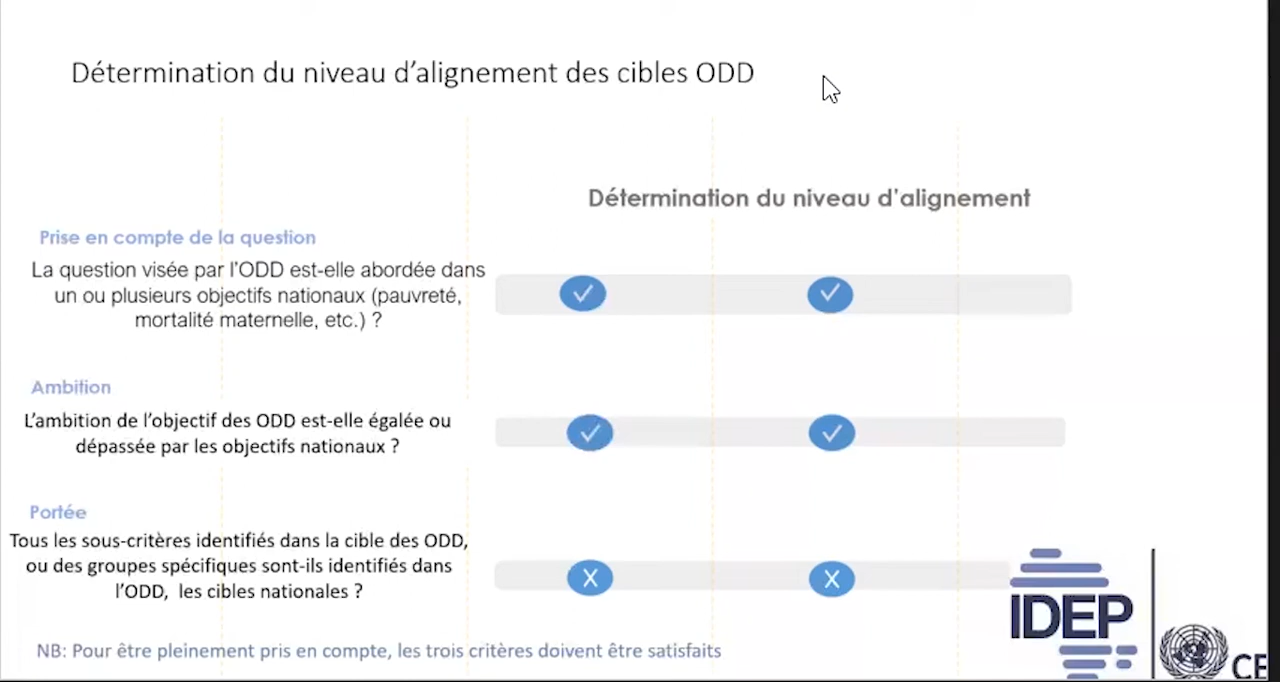 Détermination du niveau d’alignement des cibles ODD
Détermination du niveau d’alignement
Prise en compte de la question
La question visée par l’ODD est-elle abordée dans
un ou plusieurs objectifs nationaux (pauvreté,
mortalité maternelle, etc.) ?
Ambition
L’ambition de l’objectif des ODD est-elle égalée ou
dépassée par les objectifs nationaux ?
Portée
Tous les sous-critères identifiés dans la cible des ODD,
ou des groupes spécifiques sont-ils identifiés dans
l’ODD, les cibles nationales ?
X X
NB: Pour être pleinement pris en compte, les trois critères doivent être satisfaits
IDEP
CE